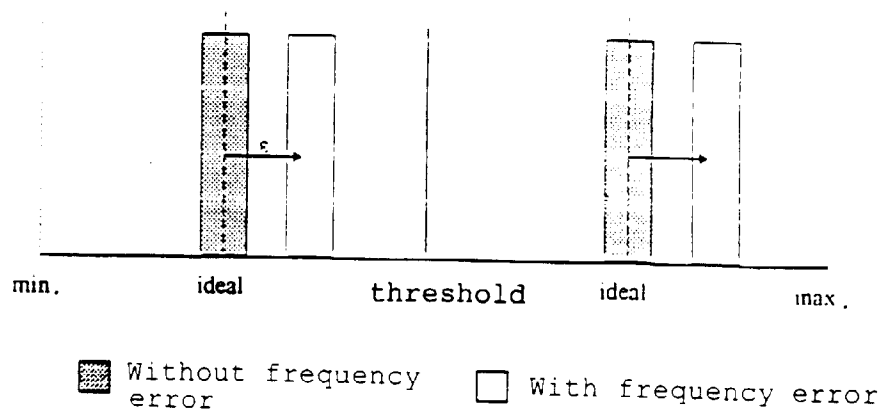 ε
min. ideal threshold ideal max.
Without frequency error
With frequency error